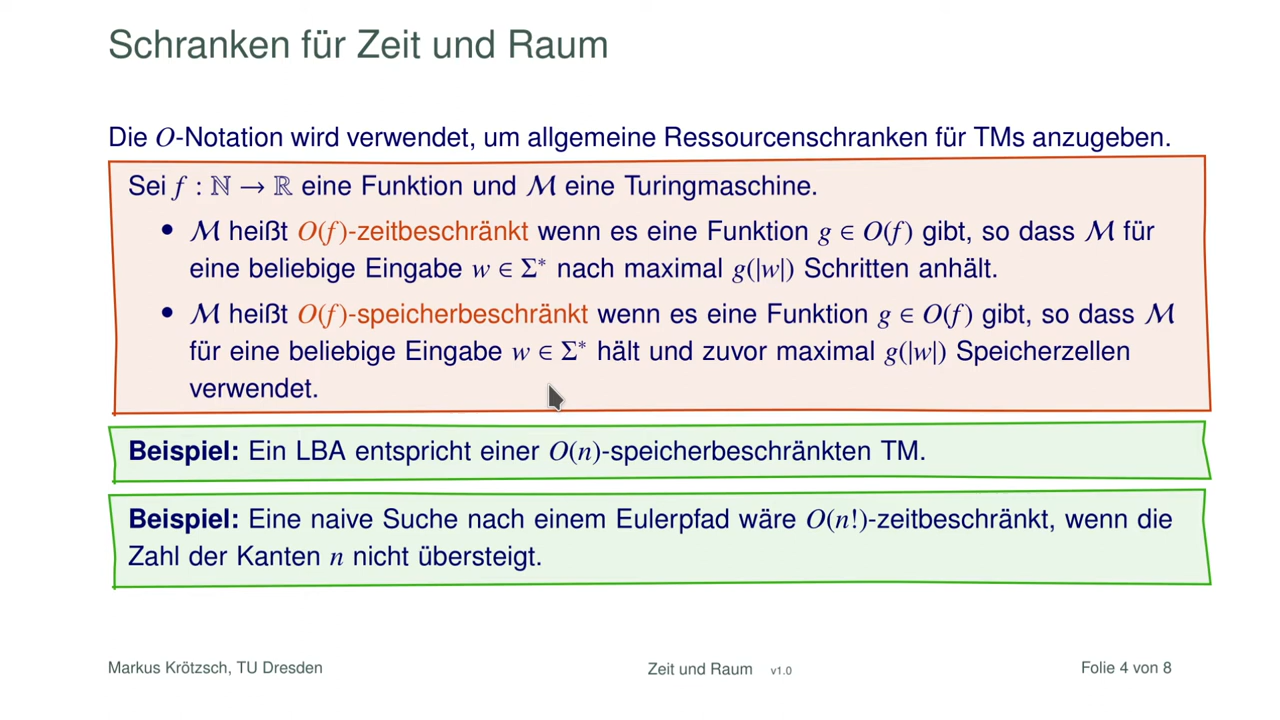 Schranken für Zeit und Raum
Die O-Notation wird verwendet, um allgemeine Ressourcenschranken für TMs anzugeben.
Sei f : ℕ → ℝ eine Funktion und ℳ eine Turingmaschine.
• ℳ heißt O(f)-zeitbeschränkt wenn es eine Funktion g ∈ O(f) gibt, so dass ℳ für
eine beliebige Eingabe w ∈ Σ* nach maximal g(|w|) Schritten anhält.
• ℳ heißt O(f)-speicherbeschränkt wenn es eine Funktion g ∈ O(f) gibt, so dass ℳ
für eine beliebige Eingabe w ∈ Σ* hält und zuvor maximal g(|w|) Speicherzellen
verwendet.
Beispiel: Ein LBA entspricht einer O(n)-speicherbeschränkten TM.
Beispiel: Eine naive Suche nach einem Eulerpfad wäre O(n!)-zeitbeschränkt, wenn die
Zahl der Kanten n nicht übersteigt.
Markus Krötzsch, TU Dresden Zeit und Raum v1.0 Folie 4 von 8